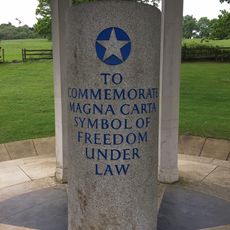 TO
COMMEMORATE
MAGNA CARTA
SYMBOL OF
FREEDOM
UNDER
LAW